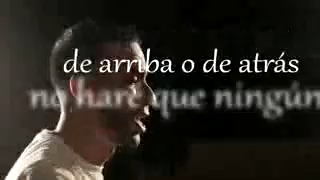 de arriba o de atrás
no haré que ningún